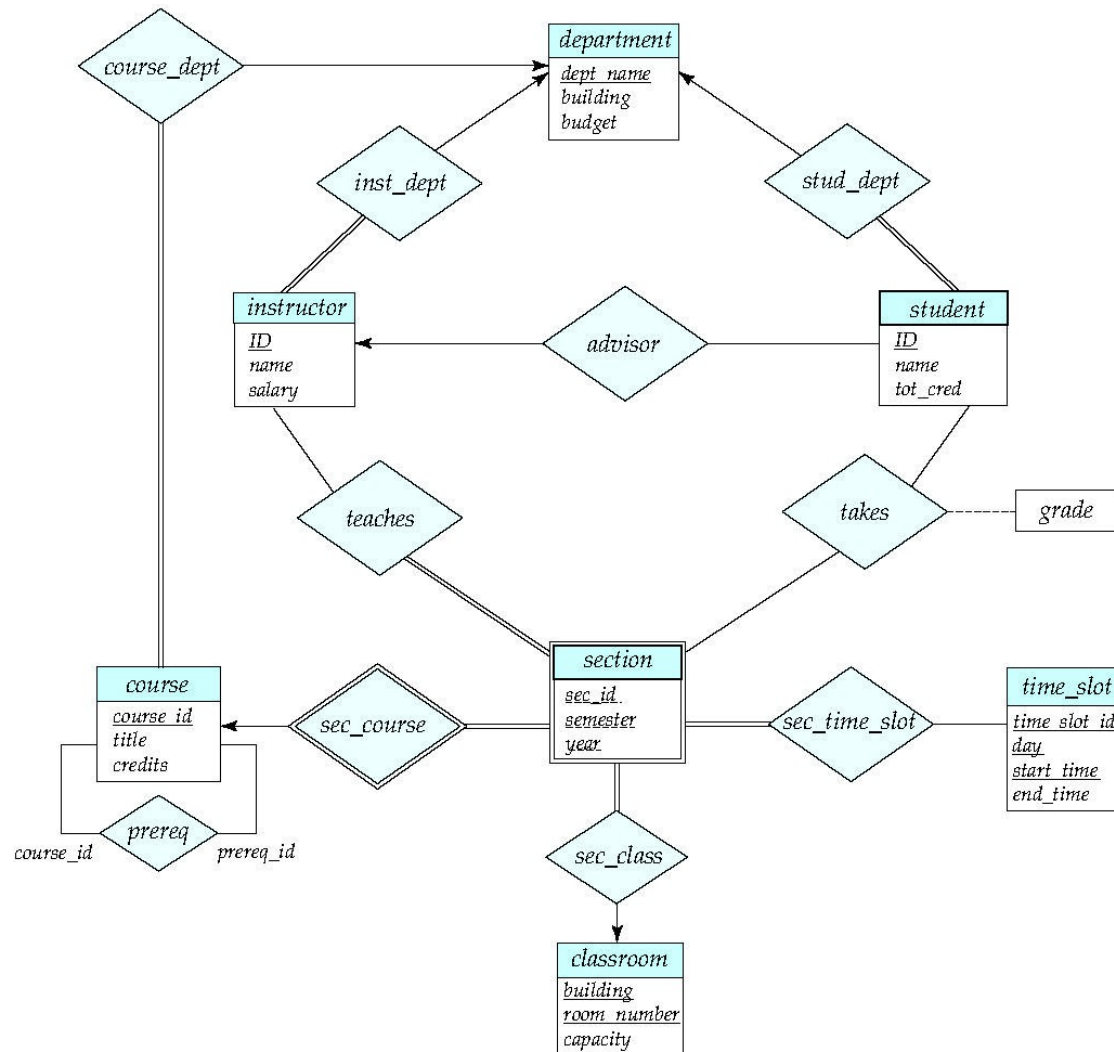 course_dept
department
dept_name
building
budget
inst_dept
stud_dept
instructor
ID
name
salary
advisor
student
ID
name
tot_cred
teaches
takes
grade
course
course_id
title
credits
sec_course
section
sec_id
semester
year
sec_time_slot
time_slot
time_slot_id
day
start_time
end_time
prereq
course_id
prereq_id
sec_class
classroom
building
room_number
capacity